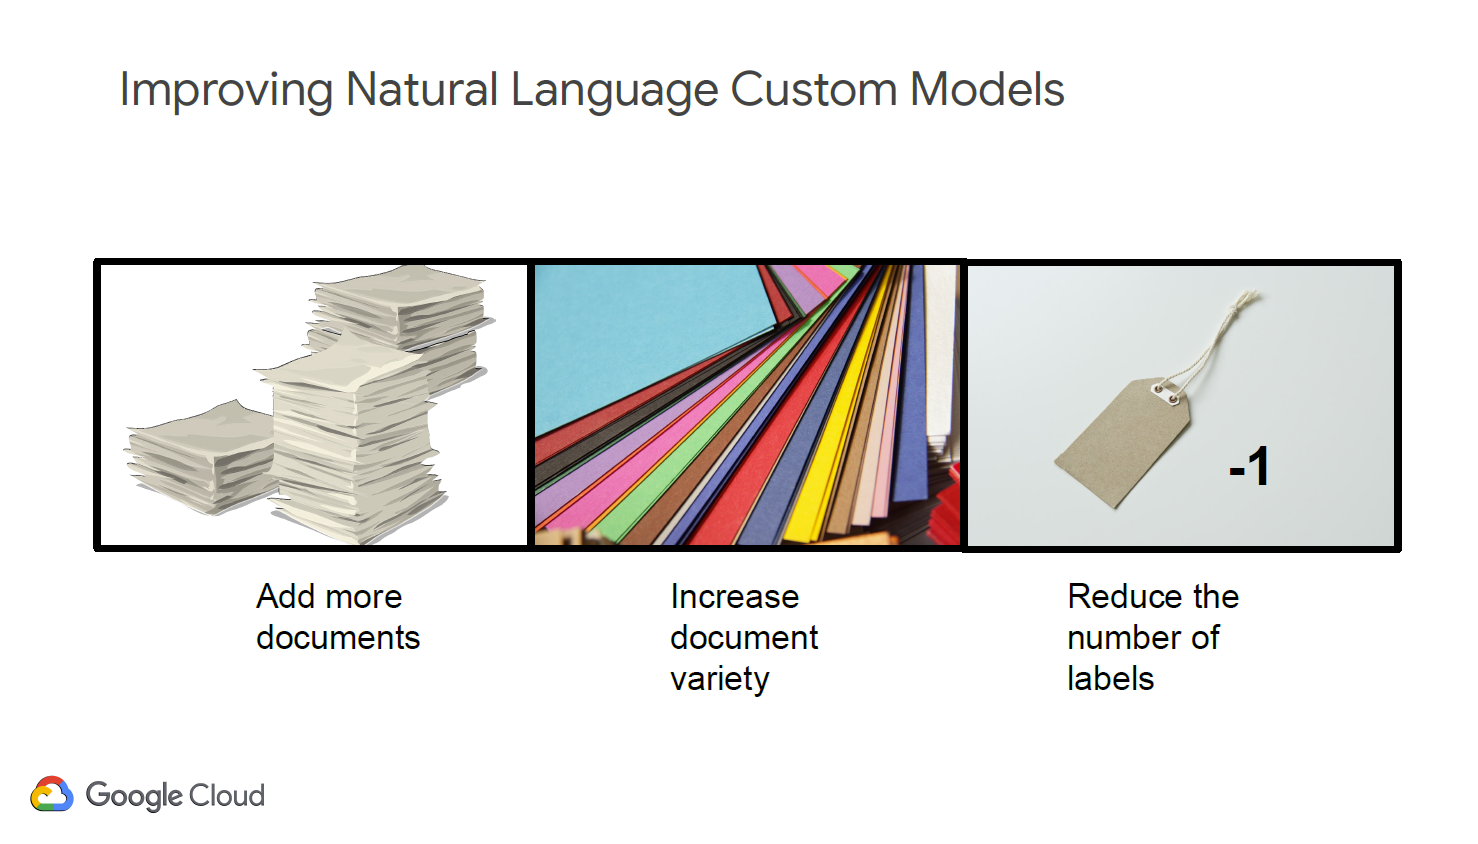 Improving Natural Language Custom Models
-1
Add more
documents
Increase
document
variety
Reduce the
number of
labels
Google Cloud